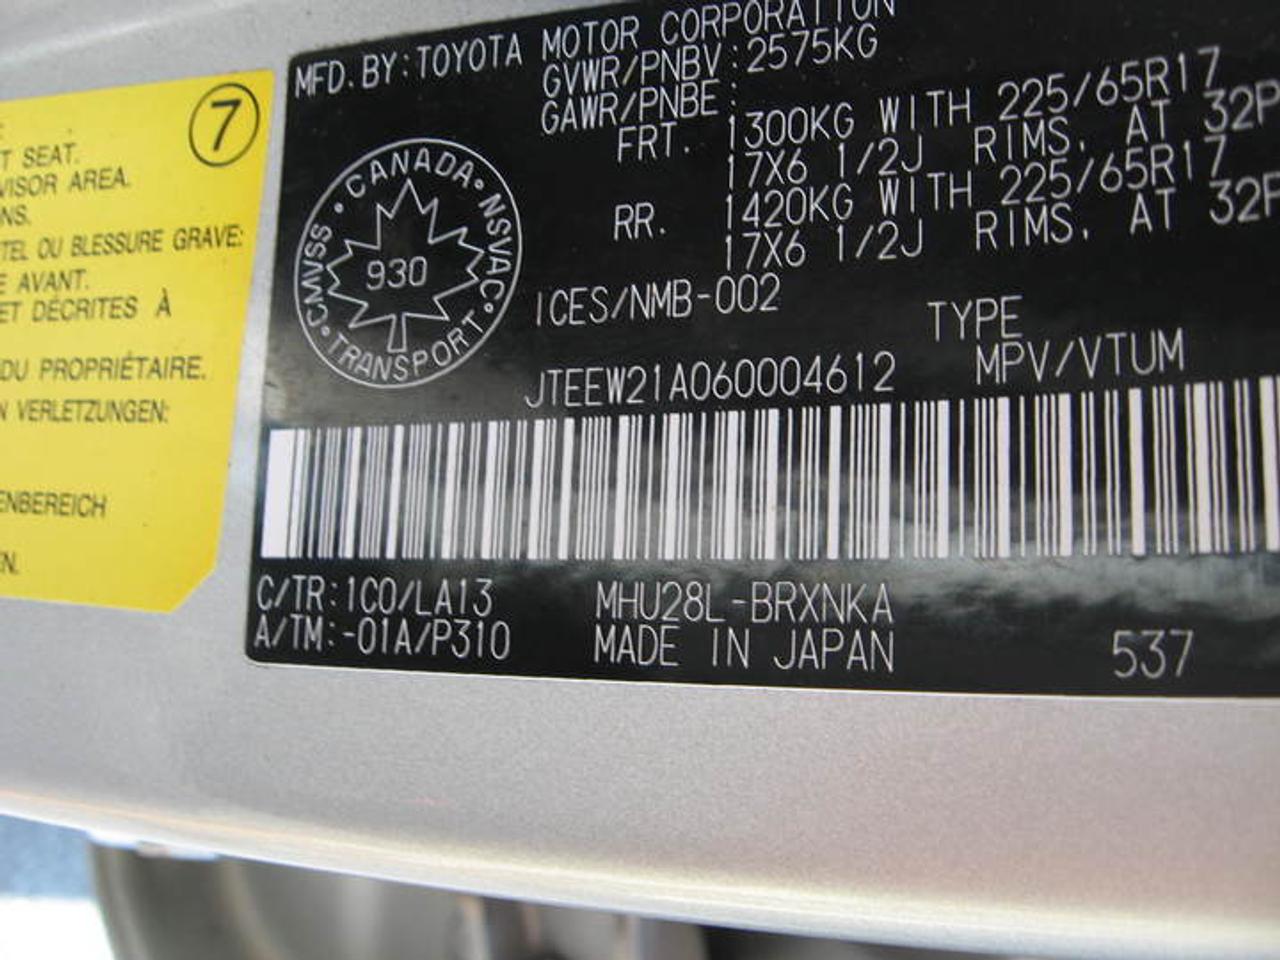 7
T SEAT.
VISOR AREA.
NS.
TEL OU BLESSURE GRAVE:
E AVANT.
ET DÉCRITES À
DU PROPRIÉTAIRE.
N VERLETZUNGEN:
ENBEREICH
EN.
MFD. BY: TOYOTA MOTOR CORPORATION
GVWR/PNBV: 2575KG
GAWR/PNBE:
FRT. 1300KG WITH 225/65R17
17X6 1/2J RIMS, AT 32P
RR. 1420KG WITH 225/65R17
17X6 1/2J RIMS, AT 32P
CANADA·NSVAC·TRANSPORT·CMVSS·
930
ICES/NMB-002
TYPE
JTEEW21A060004612 MPV/VTUM
C/TR: 1C0/LA13 MHU28L-BRXNKA
A/TM: -01A/P310 MADE IN JAPAN 537